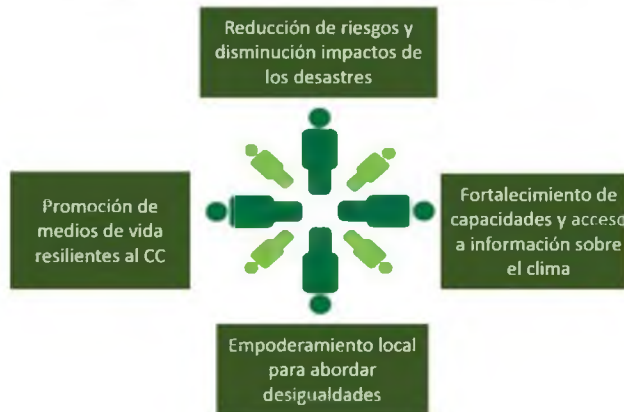 Reducción de riesgos y
disminución impactos de
los desastres
Promoción de
medios de vida
resilientes al CC
Fortalecimiento de
capacidades y acceso
a información sobre
el clima
Empoderamiento local
para abordar
desigualdades